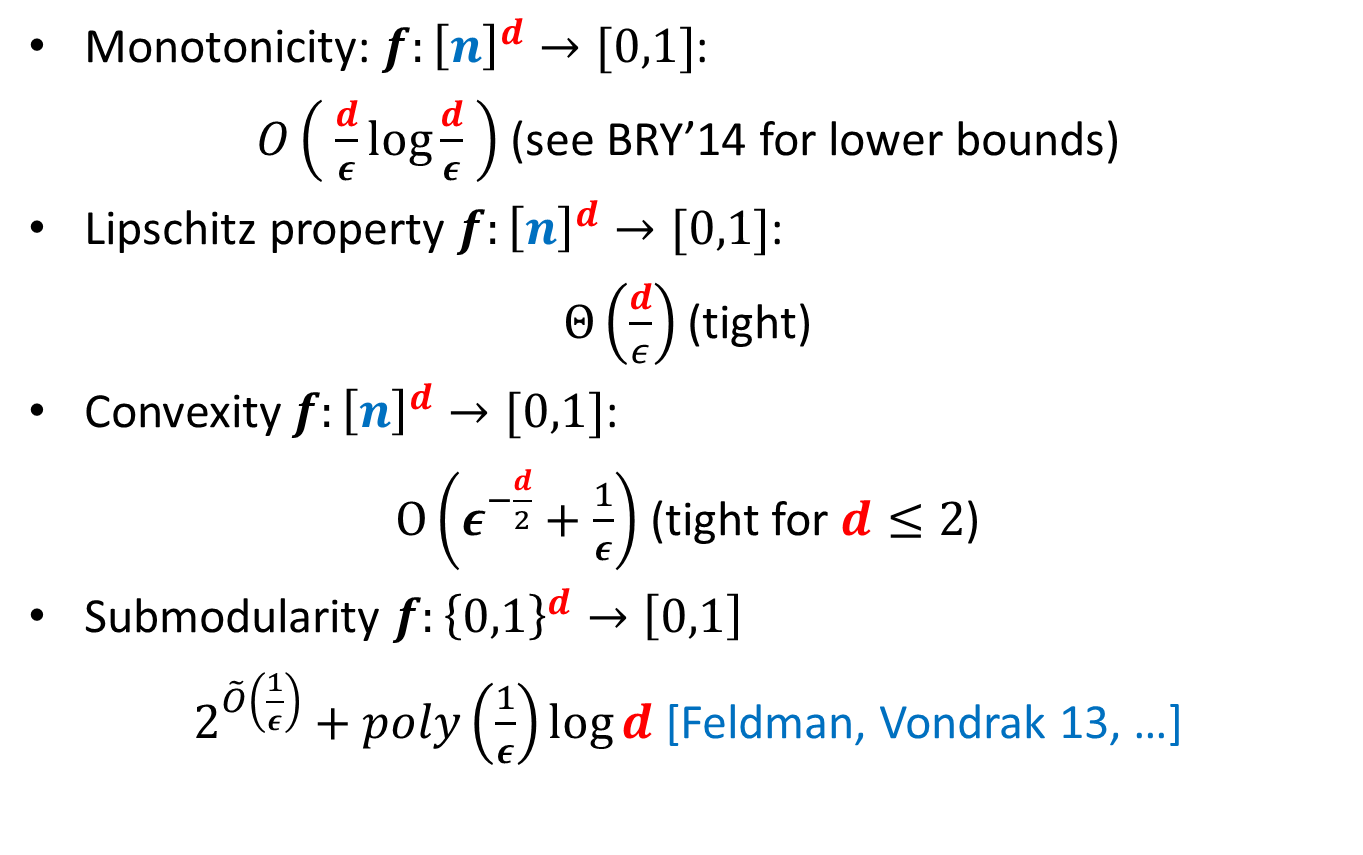 • Monotonicity: f: [n]^d → [0,1]:
O(d/ϵ log d/ϵ) (see BRY’14 for lower bounds)
• Lipschitz property f: [n]^d → [0,1]:
Θ(d/ϵ) (tight)
• Convexity f: [n]^d → [0,1]:
O(ϵ^(−d/2) + 1/ϵ) (tight for d ≤ 2)
• Submodularity f: {0,1}^d → [0,1]
2^(Õ(1/ϵ)) + poly(1/ϵ) log d [Feldman, Vondrak 13, …]